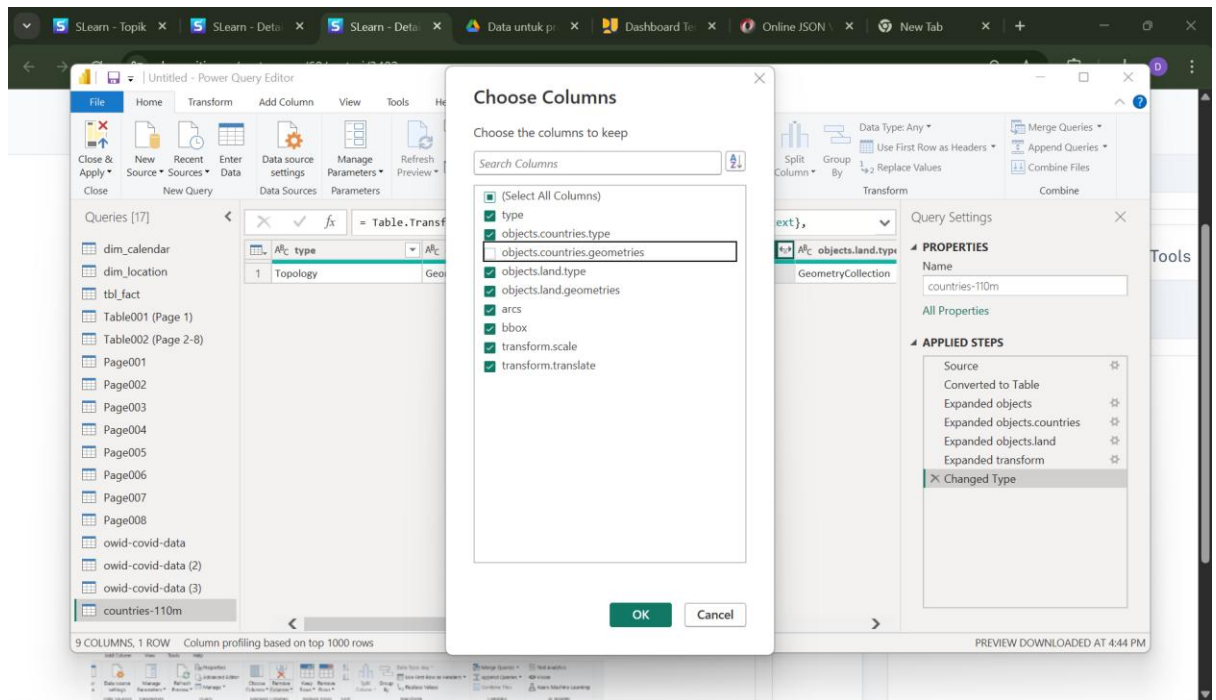 SLearn - Topik
SLearn - Deta
SLearn - Deta
Data untuk pr
Dashboard Te
Online JSON V
New Tab
D
Untitled - Power Query Editor
File
Home
Transform
Add Column
View
Tools
He
Close &
Apply
Close
New
Source
Recent
Sources
Enter
Data
New Query
Data source
settings
Data Sources
Manage
Parameters
Parameters
Refresh
Preview
Split
Column
Group
By
Data Type: Any
Use First Row as Headers
Replace Values
Transform
Merge Queries
Append Queries
Combine Files
Combine
Queries [17]
dim_calendar
dim_location
tbl_fact
Table001 (Page 1)
Table002 (Page 2-8)
Page001
Page002
Page003
Page004
Page005
Page006
Page007
Page008
owid-covid-data
owid-covid-data (2)
owid-covid-data (3)
countries-110m
fx
= Table.Transf
ext},
ABC type
ABC
ABC objects.land.type
1 Topology
Geo
GeometryCollection
Choose Columns
Choose the columns to keep
Search Columns
(Select All Columns)
type
objects.countries.type
objects.countries.geometries
objects.land.type
objects.land.geometries
arcs
bbox
transform.scale
transform.translate
OK
Cancel
Query Settings
PROPERTIES
Name
countries-110m
All Properties
APPLIED STEPS
Source
Converted to Table
Expanded objects
Expanded objects.countries
Expanded objects.land
Expanded transform
Changed Type
Tools
9 COLUMNS, 1 ROW
Column profiling based on top 1000 rows
PREVIEW DOWNLOADED AT 4:44 PM